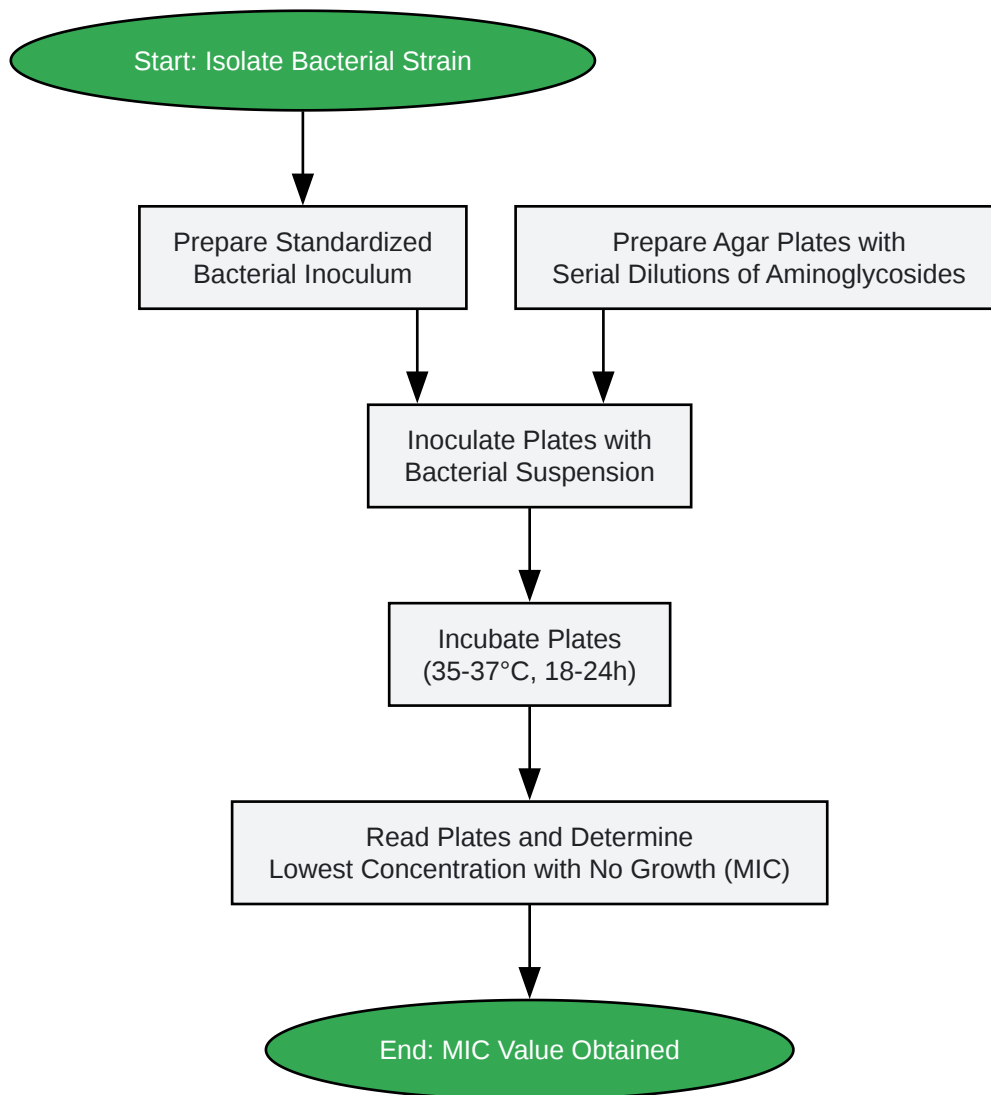 Start: Isolate Bacterial Strain
Prepare Standardized
Bacterial Inoculum
Prepare Agar Plates with
Serial Dilutions of Aminoglycosides
Inoculate Plates with
Bacterial Suspension
Incubate Plates
(35-37°C, 18-24h)
Read Plates and Determine
Lowest Concentration with No Growth (MIC)
End: MIC Value Obtained